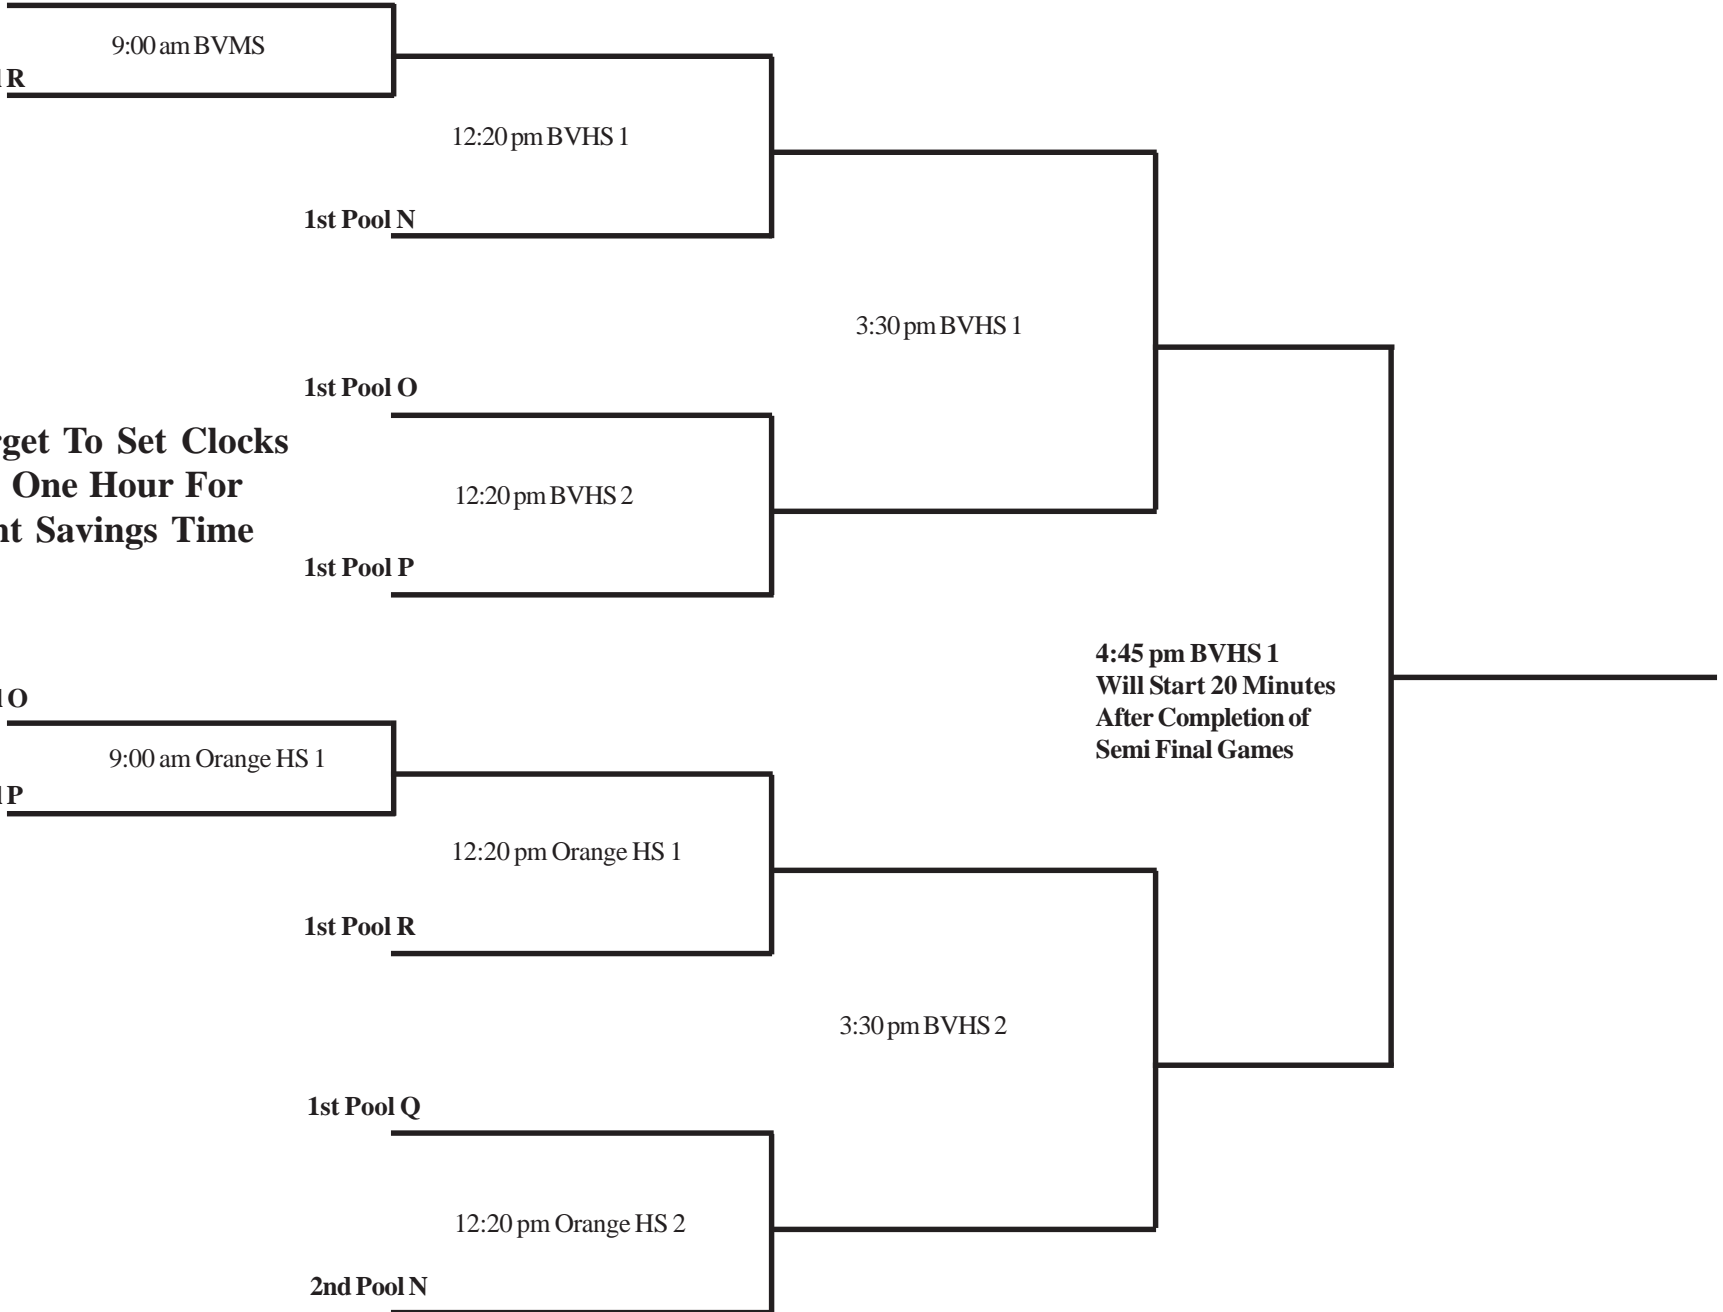 9:00 am BVMS
R
12:20 pm BVHS 1
1st Pool N
3:30 pm BVHS 1
1st Pool O
To Set Clocks
One Hour For
Savings Time
12:20 pm BVHS 2
1st Pool P
4:45 pm BVHS 1
Will Start 20 Minutes
After Completion of
Semi Final Games
O
9:00 am Orange HS 1
P
12:20 pm Orange HS 1
1st Pool R
3:30 pm BVHS 2
1st Pool Q
12:20 pm Orange HS 2
2nd Pool N